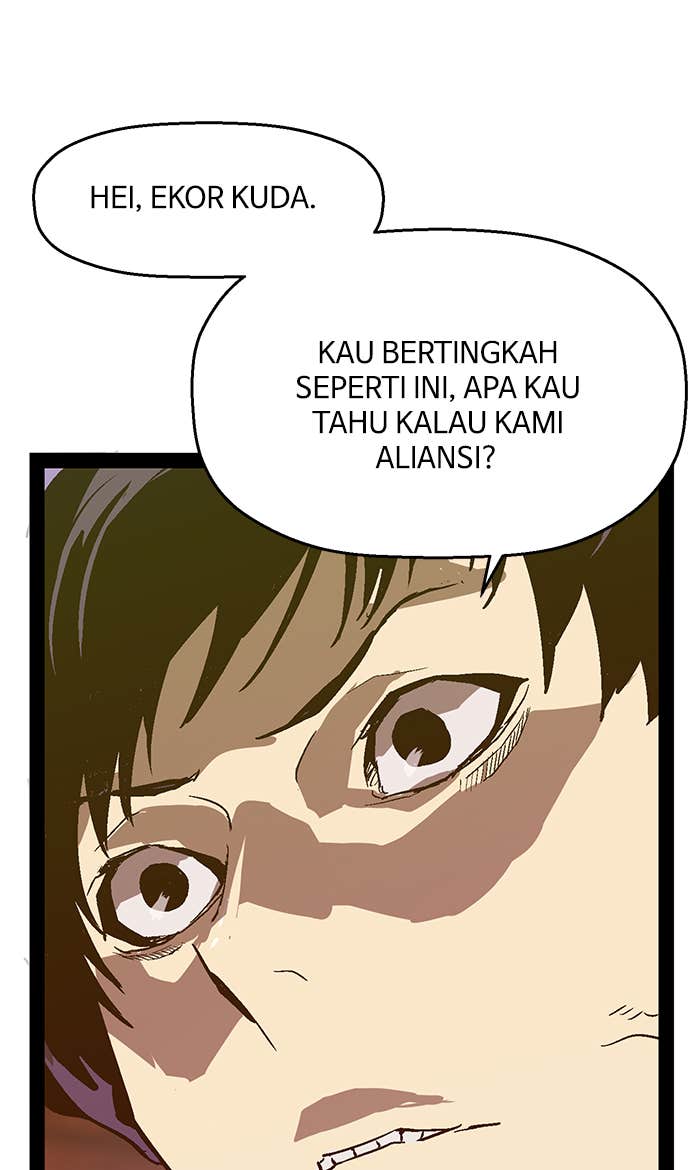 HEI, EKOR KUDA.
KAU BERTINGKAH
SEPERTI INI, APA KAU
TAHU KALAU KAMI
ALIANSI?